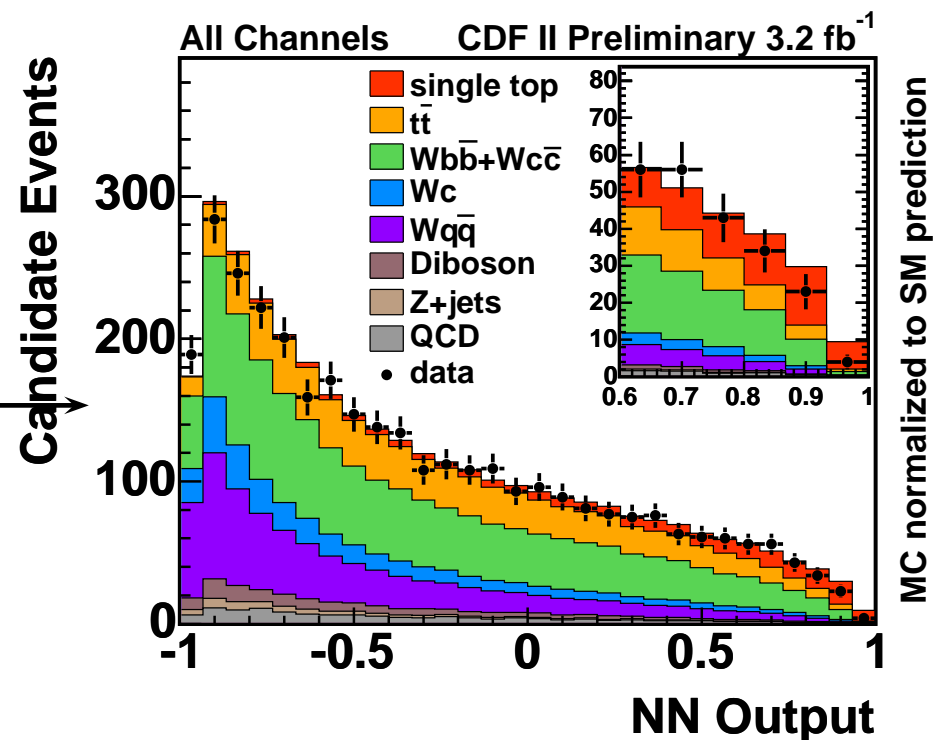 All Channels CDF II Preliminary 3.2 fb⁻¹
Candidate Events
MC normalized to SM prediction
single top
tt̄
Wbb̄+Wcc̄
Wc
Wqq̄
Diboson
Z+jets
QCD
data
300
200
100
0
-1 -0.5 0 0.5 1
NN Output
80
70
60
50
40
30
20
10
0
0.6 0.7 0.8 0.9 1